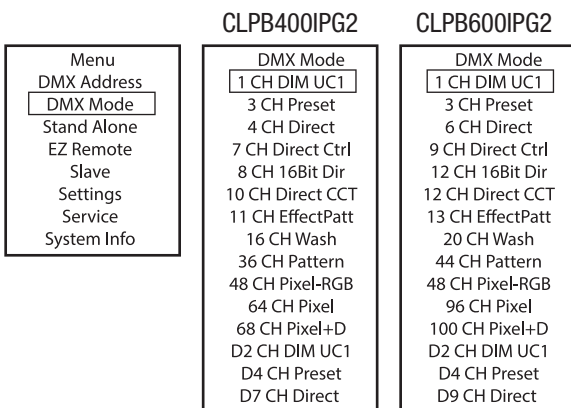 CLPB400IPG2
CLPB600IPG2
Menu
DMX Address
DMX Mode
Stand Alone
EZ Remote
Slave
Settings
Service
System Info
DMX Mode
1 CH DIM UC1
3 CH Preset
4 CH Direct
7 CH Direct Ctrl
8 CH 16Bit Dir
10 CH Direct CCT
11 CH EffectPatt
16 CH Wash
36 CH Pattern
48 CH Pixel-RGB
64 CH Pixel
68 CH Pixel+D
D2 CH DIM UC1
D4 CH Preset
D7 CH Direct
DMX Mode
1 CH DIM UC1
3 CH Preset
6 CH Direct
9 CH Direct Ctrl
12 CH 16Bit Dir
12 CH Direct CCT
13 CH EffectPatt
20 CH Wash
44 CH Pattern
48 CH Pixel-RGB
96 CH Pixel
100 CH Pixel+D
D2 CH DIM UC1
D4 CH Preset
D9 CH Direct